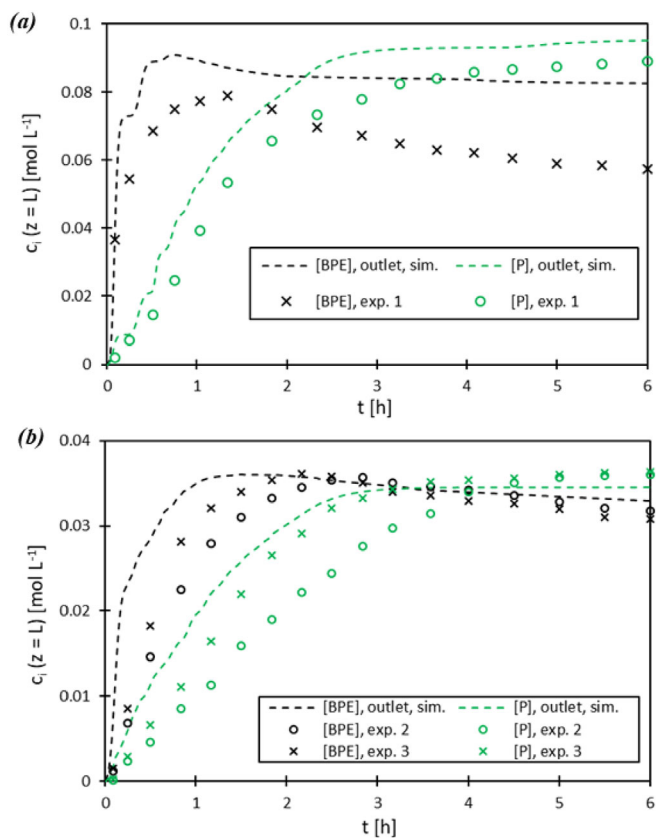 (a)
0.1
0.08
0.06
0.04
0.02
0
c_i (z = L) [mol L⁻¹]
[BPE], outlet, sim.
[P], outlet, sim.
[BPE], exp. 1
[P], exp. 1
0 1 2 3 4 5 6
t [h]
(b)
0.04
0.03
0.02
0.01
0
c_i (z = L) [mol L⁻¹]
[BPE], outlet, sim.
[P], outlet, sim.
[BPE], exp. 2
[P], exp. 2
[BPE], exp. 3
[P], exp. 3
0 1 2 3 4 5 6
t [h]